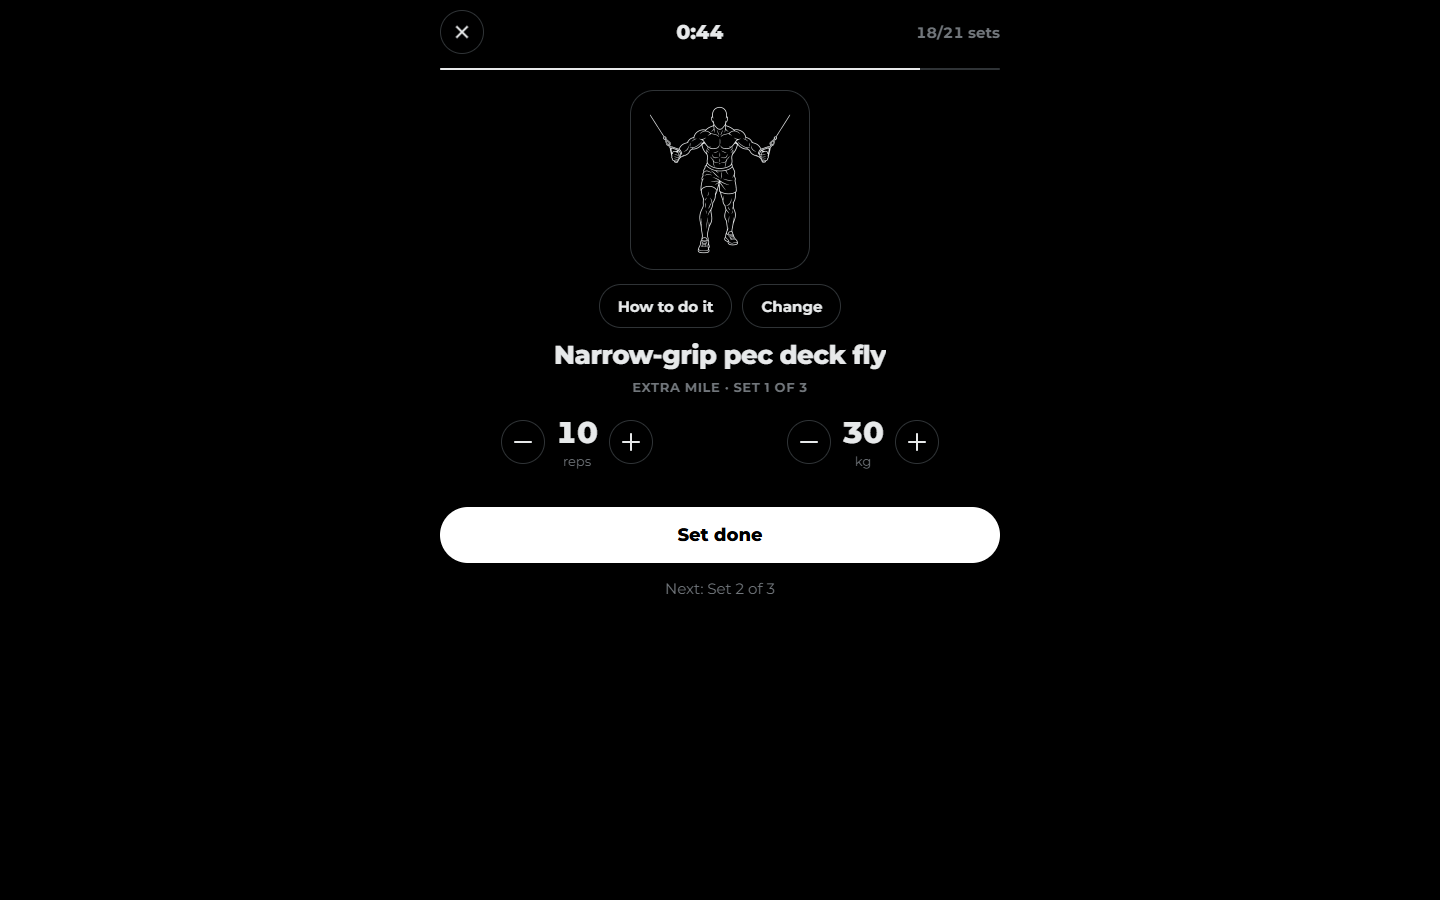 0:44
18/21 sets
How to do it
Change
Narrow-grip pec deck fly
EXTRA MILE · SET 1 OF 3
10
reps
30
kg
Set done
Next: Set 2 of 3